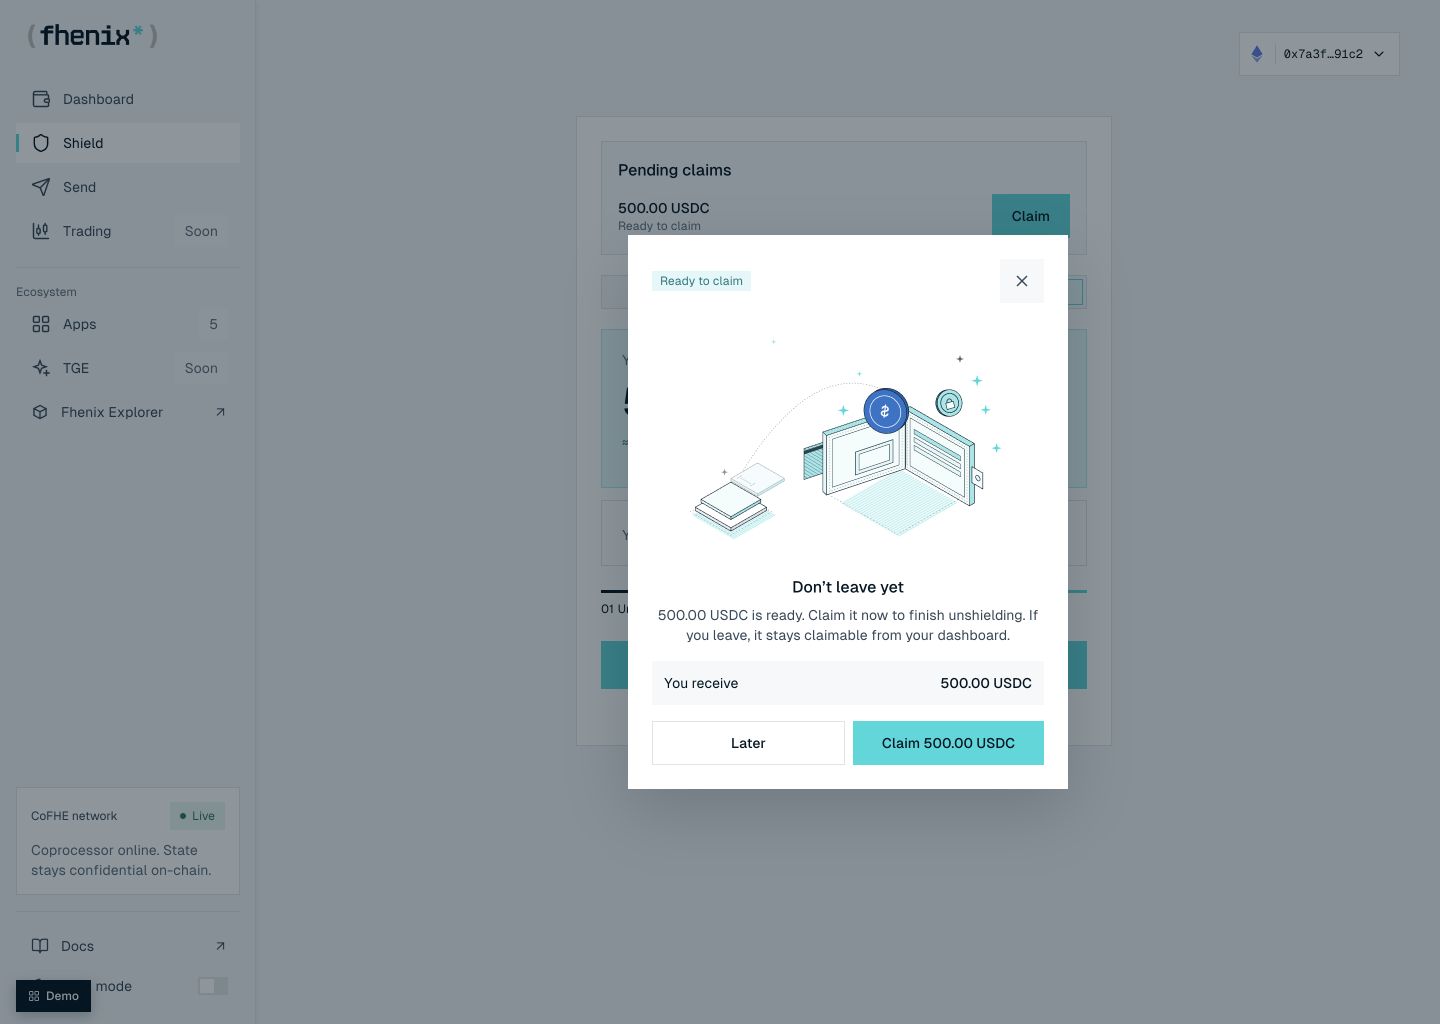 (fhenix*)
Dashboard
Shield
Send
Trading Soon
Ecosystem
Apps 5
TGE Soon
Fhenix Explorer
CoFHE network Live
Coprocessor online. State
stays confidential on-chain.
Docs
mode
Demo
0x7a3f…91c2
Pending claims
500.00 USDC
Ready to claim
Claim
Ready to claim
Don’t leave yet
500.00 USDC is ready. Claim it now to finish unshielding. If
you leave, it stays claimable from your dashboard.
You receive 500.00 USDC
Later
Claim 500.00 USDC
01